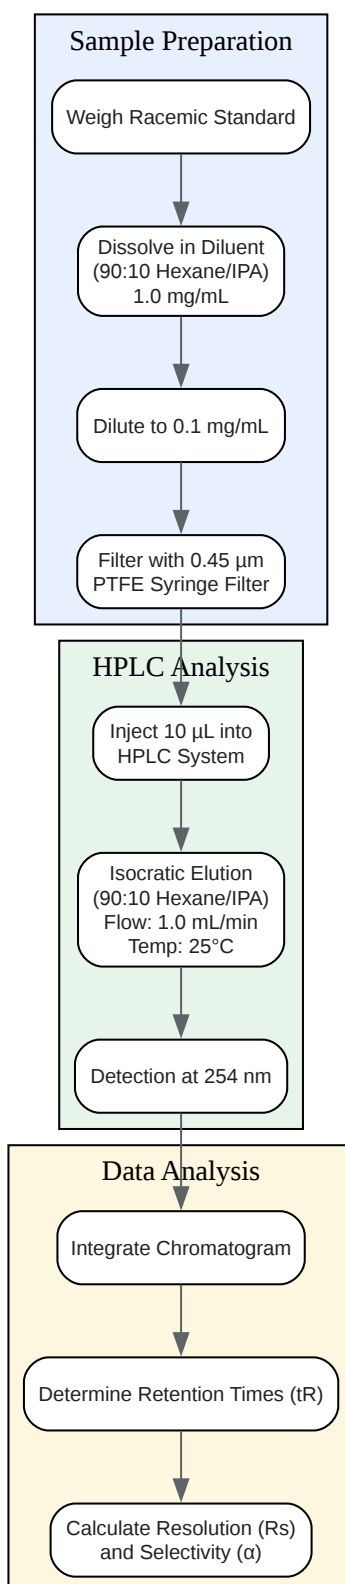 Sample Preparation
Weigh Racemic Standard
Dissolve in Diluent
(90:10 Hexane/IPA)
1.0 mg/mL
Dilute to 0.1 mg/mL
Filter with 0.45 µm
PTFE Syringe Filter
HPLC Analysis
Inject 10 µL into
HPLC System
Isocratic Elution
(90:10 Hexane/IPA)
Flow: 1.0 mL/min
Temp: 25°C
Detection at 254 nm
Data Analysis
Integrate Chromatogram
Determine Retention Times (tR)
Calculate Resolution (Rs)
and Selectivity (α)